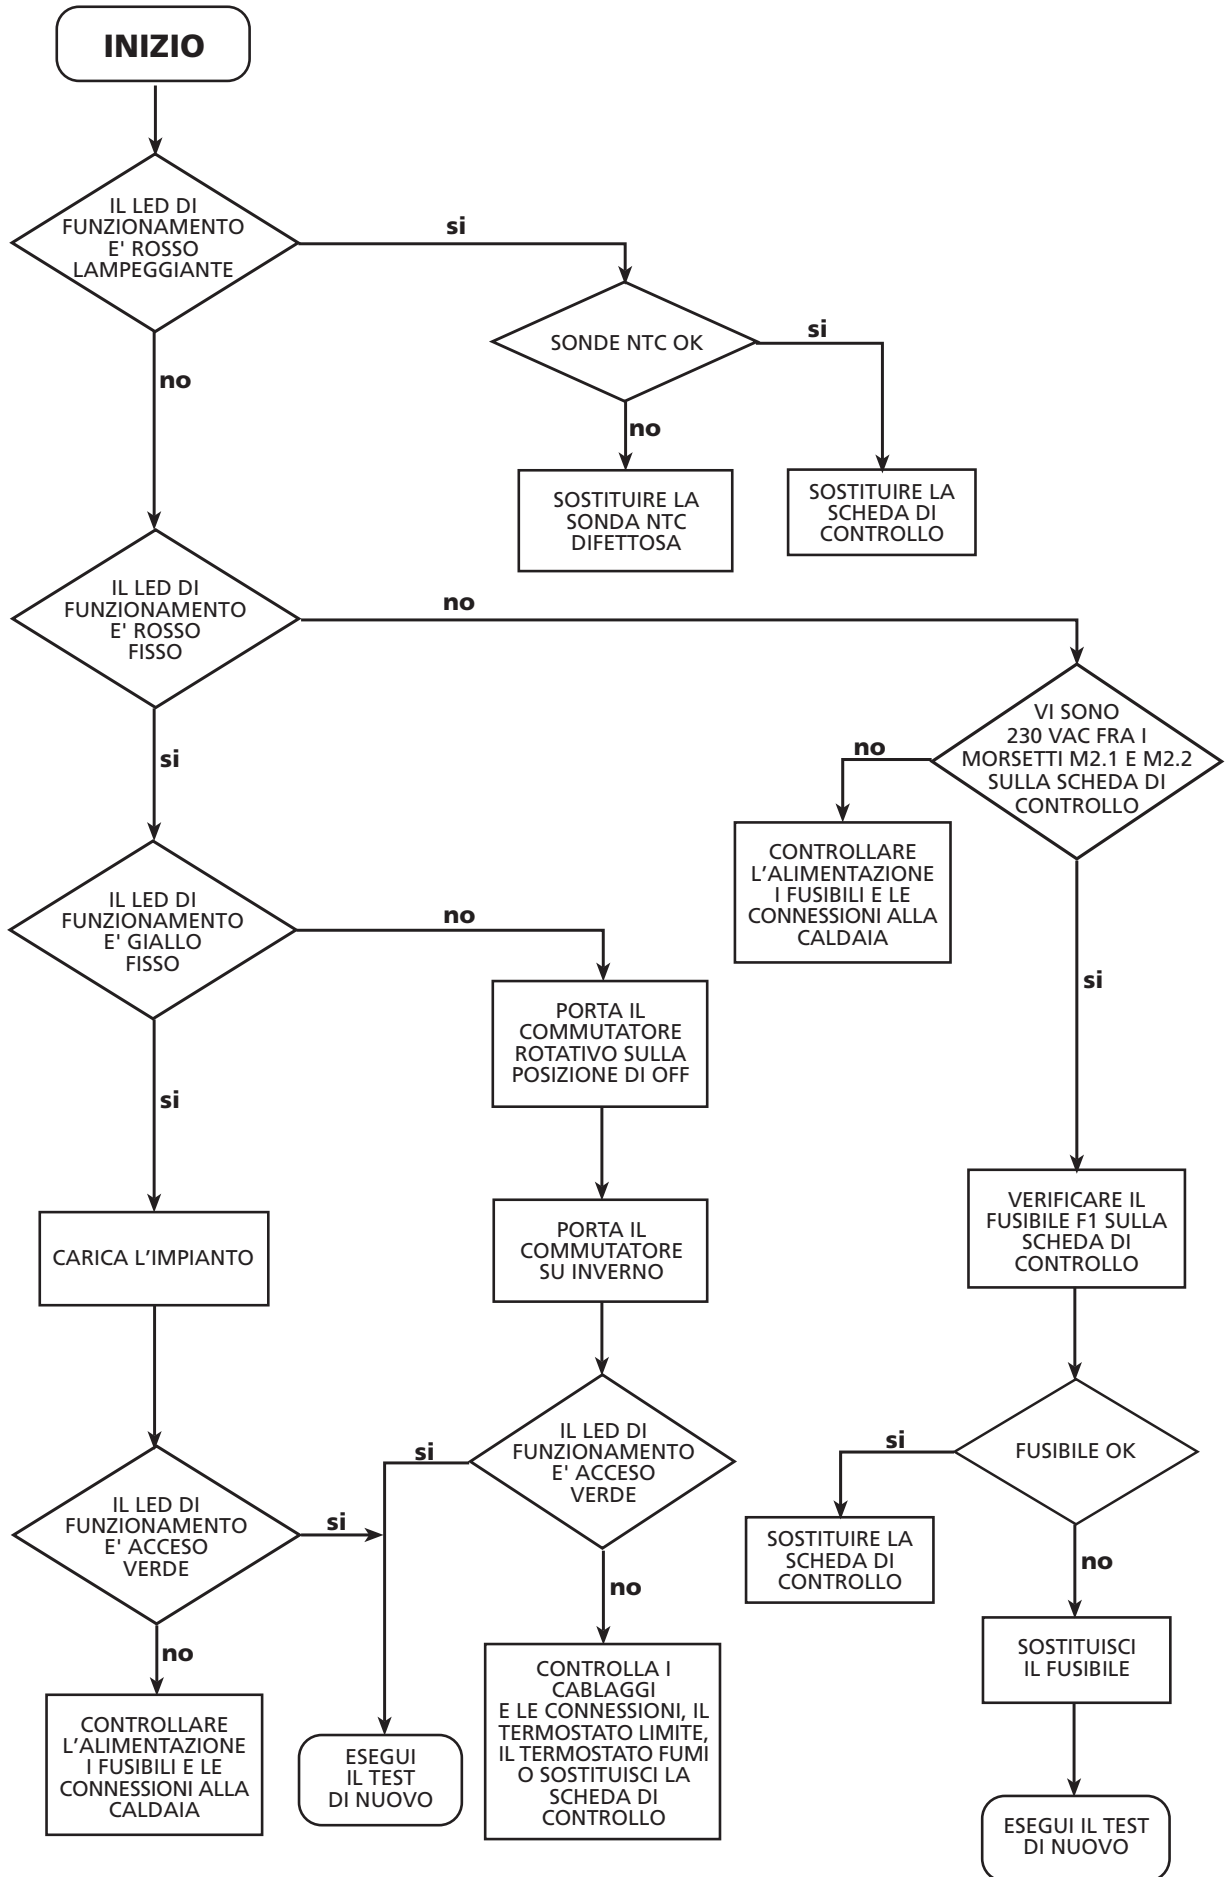 INIZIO
IL LED DI
FUNZIONAMENTO
E' ROSSO
LAMPEGGIANTE
si
no
SONDE NTC OK
si
no
SOSTITUIRE LA
SONDA NTC
DIFETTOSA
SOSTITUIRE LA
SCHEDA DI
CONTROLLO
IL LED DI
FUNZIONAMENTO
E' ROSSO
FISSO
no
si
VI SONO
230 VAC FRA I
MORSETTI M2.1 E M2.2
SULLA SCHEDA DI
CONTROLLO
no
si
CONTROLLARE
L’ALIMENTAZIONE
I FUSIBILI E LE
CONNESSIONI ALLA
CALDAIA
IL LED DI
FUNZIONAMENTO
E' GIALLO
FISSO
no
si
PORTA IL
COMMUTATORE
ROTATIVO SULLA
POSIZIONE DI OFF
CARICA L’IMPIANTO
PORTA IL
COMMUTATORE
SU INVERNO
VERIFICARE IL
FUSIBILE F1 SULLA
SCHEDA DI
CONTROLLO
IL LED DI
FUNZIONAMENTO
E' ACCESO
VERDE
si
no
IL LED DI
FUNZIONAMENTO
E' ACCESO
VERDE
si
no
FUSIBILE OK
si
no
SOSTITUIRE LA
SCHEDA DI
CONTROLLO
SOSTITUISCI
IL FUSIBILE
CONTROLLARE
L’ALIMENTAZIONE
I FUSIBILI E LE
CONNESSIONI ALLA
CALDAIA
ESEGUI
IL TEST
DI NUOVO
CONTROLLA I
CABLAGGI
E LE CONNESSIONI, IL
TERMOSTATO LIMITE,
IL TERMOSTATO FUMI
O SOSTITUISCI LA
SCHEDA DI
CONTROLLO
ESEGUI IL TEST
DI NUOVO